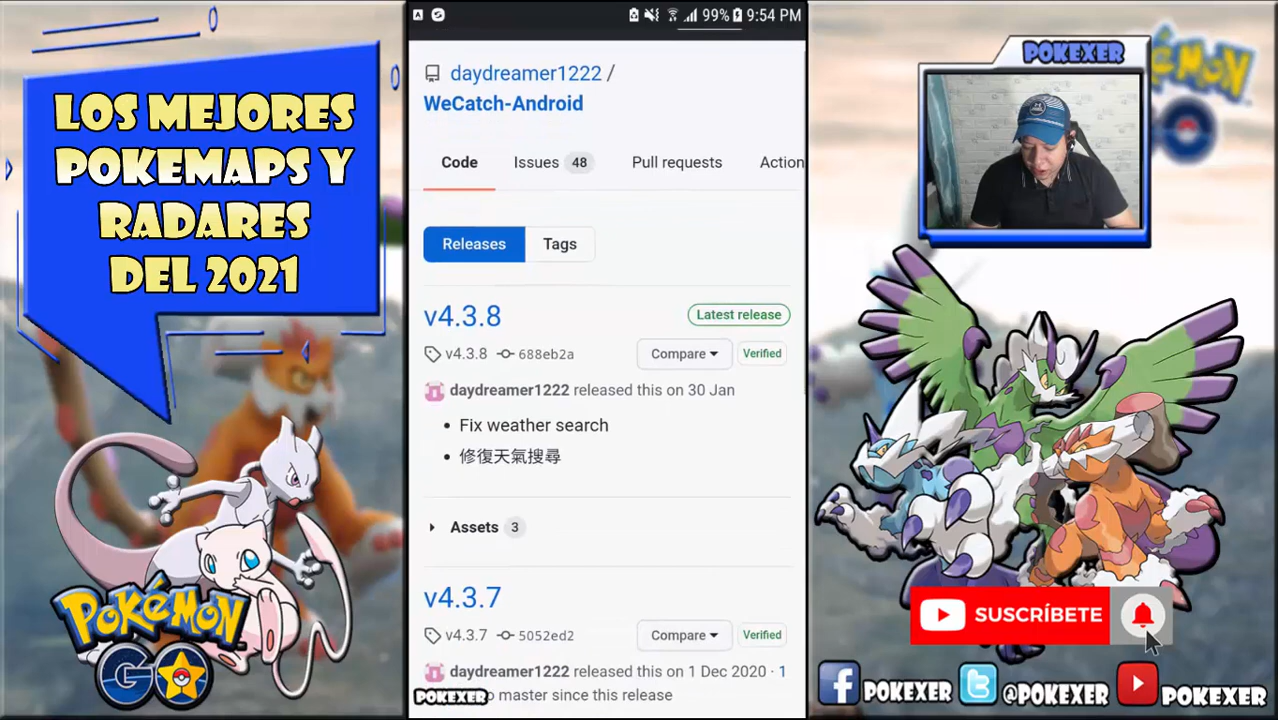 LOS MEJORES
POKEMAPS Y
RADARES
DEL 2021
POKéMON
GO
99% 9:54 PM
daydreamer1222 /
WeCatch-Android
Code Issues 48 Pull requests Action
Releases Tags
v4.3.8 Latest release
v4.3.8 688eb2a Compare Verified
daydreamer1222 released this on 30 Jan
• Fix weather search
• 修復天氣搜尋
Assets 3
v4.3.7
v4.3.7 5052ed2 Compare Verified
daydreamer1222 released this on 1 Dec 2020 · 1
to master since this release
POKEXER
POKEXER
SUSCRÍBETE
POKEXER @POKEXER POKEXER